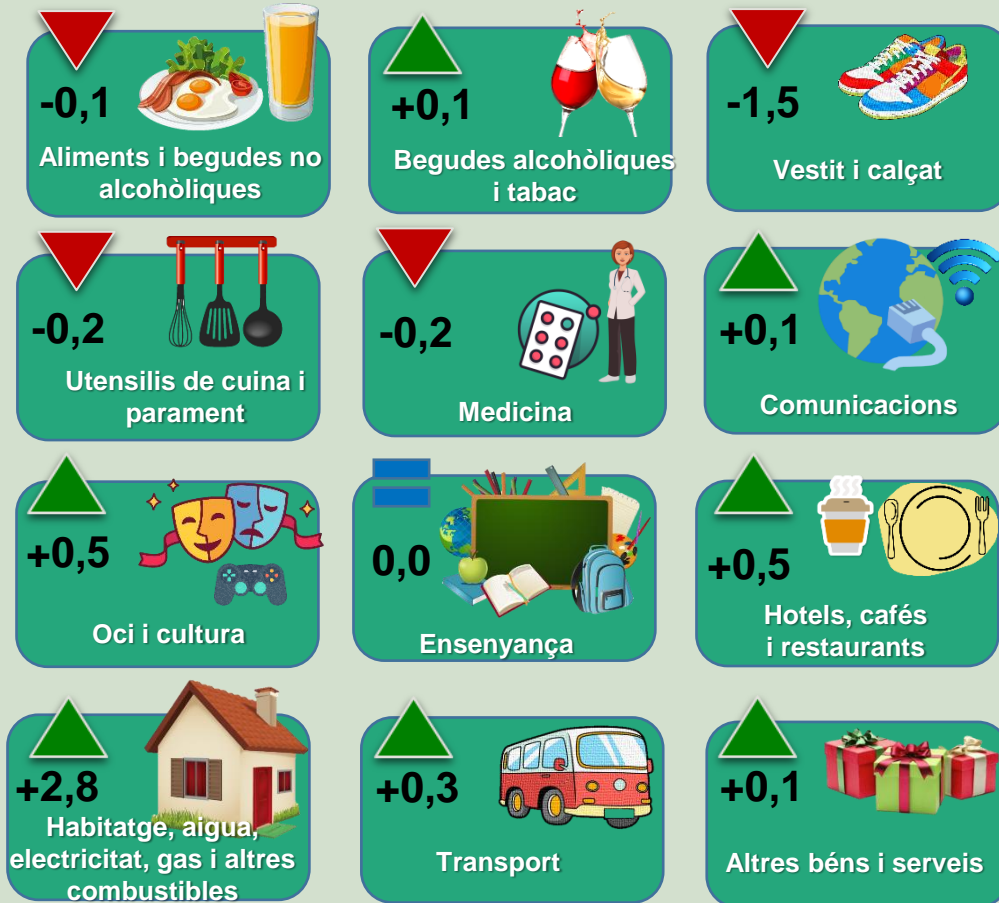 -0,1
Aliments i begudes no
alcohòliques
+0,1
Begudes alcohòliques
i tabac
-1,5
Vestit i calçat
-0,2
Utensilis de cuina i
parament
-0,2
Medicina
+0,1
Comunicacions
+0,5
Oci i cultura
0,0
Ensenyança
+0,5
Hotels, cafés
i restaurants
+2,8
Habitatge, aigua,
electricitat, gas i altres
combustibles
+0,3
Transport
+0,1
Altres béns i serveis